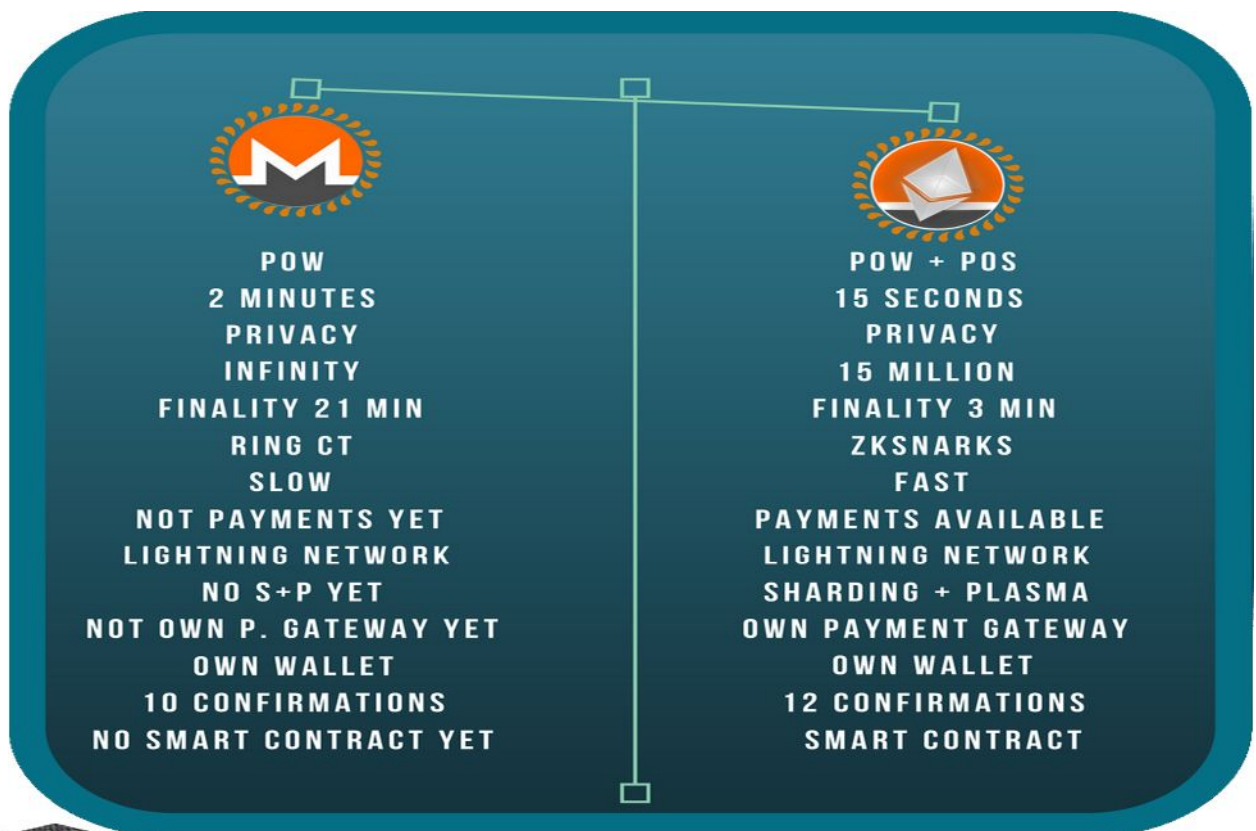 POW
2 MINUTES
PRIVACY
INFINITY
FINALITY 21 MIN
RING CT
SLOW
NOT PAYMENTS YET
LIGHTNING NETWORK
NO S+P YET
NOT OWN P. GATEWAY YET
OWN WALLET
10 CONFIRMATIONS
NO SMART CONTRACT YET
POW + POS
15 SECONDS
PRIVACY
15 MILLION
FINALITY 3 MIN
ZKSNARKS
FAST
PAYMENTS AVAILABLE
LIGHTNING NETWORK
SHARDING + PLASMA
OWN PAYMENT GATEWAY
OWN WALLET
12 CONFIRMATIONS
SMART CONTRACT